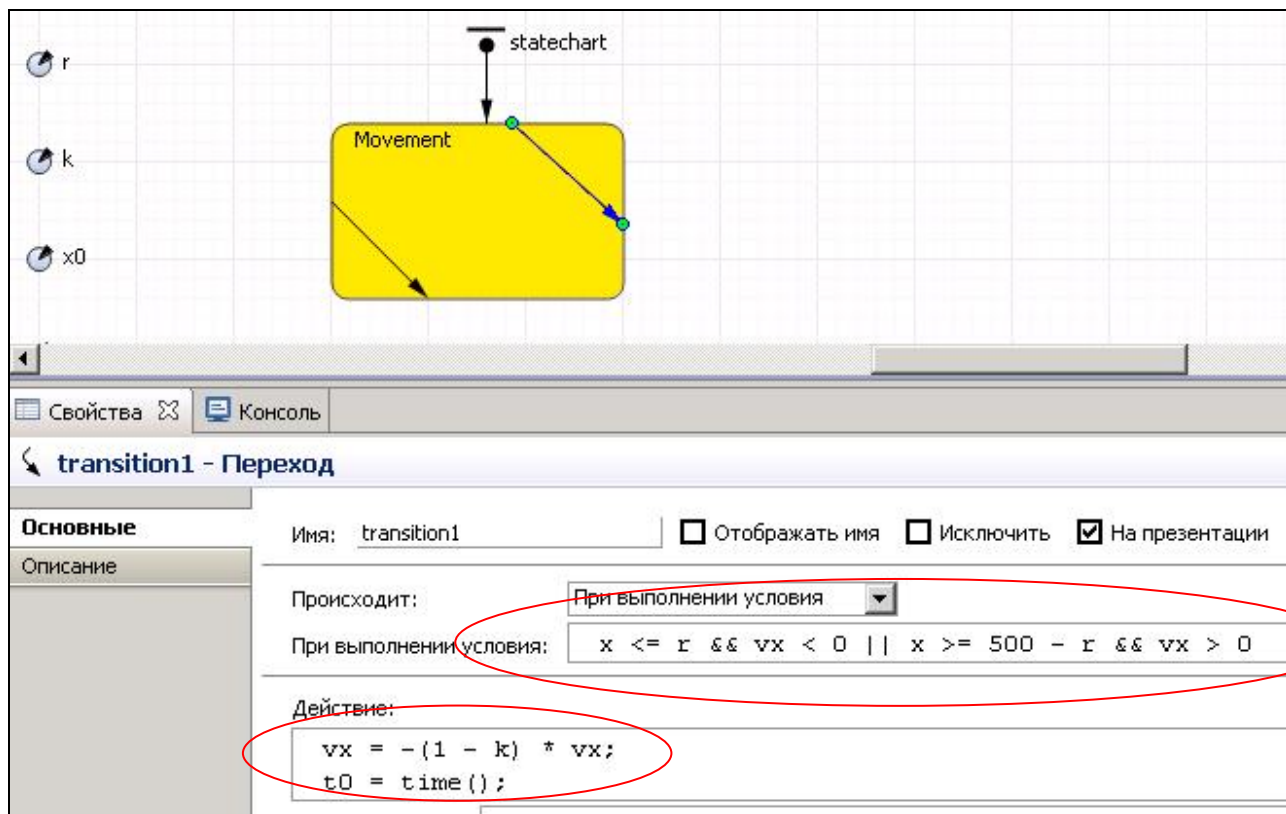 statechart
r
Movement
k
x0
Свойства Консоль
transition1 - Переход
Основные
Описание
Имя: transition1 Отображать имя Исключить На презентации
Происходит: При выполнении условия
При выполнении условия: x <= r && vx < 0 || x >= 500 - r && vx > 0
Действие:
vx = -(1 - k) * vx;
t0 = time();